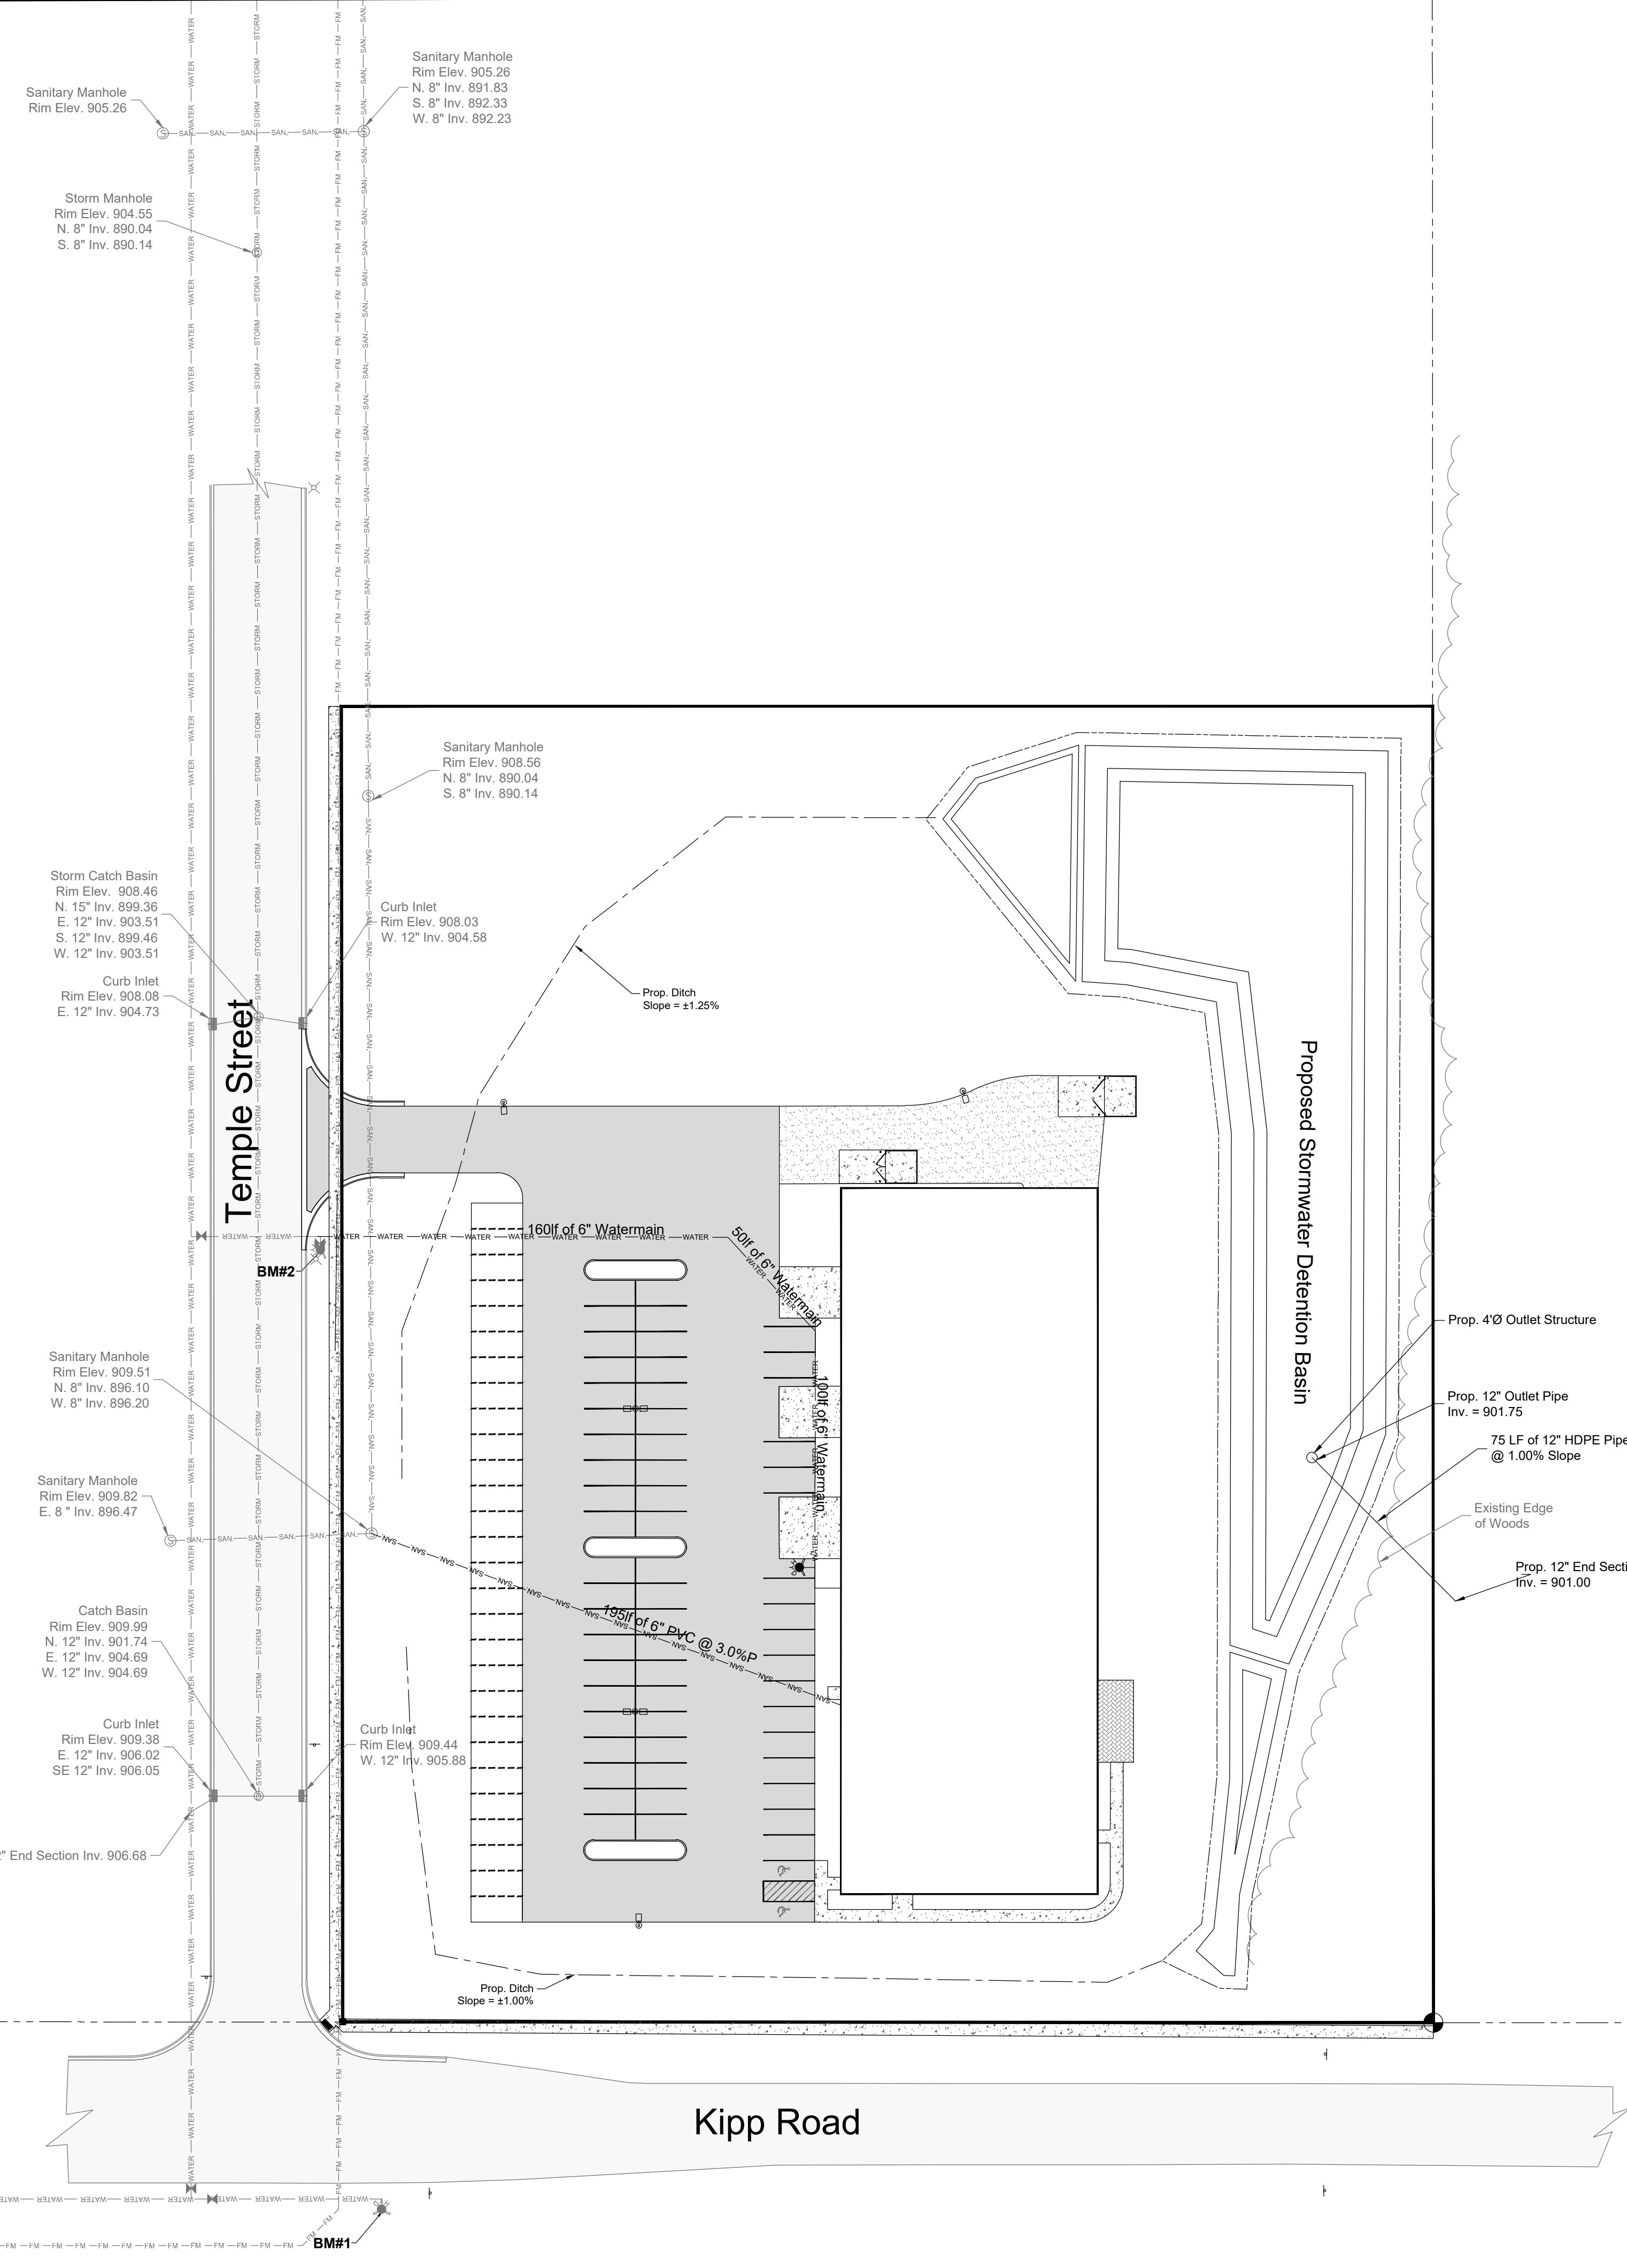 Sanitary Manhole
Rim Elev. 905.26
N. 8" Inv. 891.83
S. 8" Inv. 892.33
W. 8" Inv. 892.23
Sanitary Manhole
Rim Elev. 905.26
Storm Manhole
Rim Elev. 904.55
N. 8" Inv. 890.04
S. 8" Inv. 890.14
Sanitary Manhole
Rim Elev. 908.56
N. 8" Inv. 890.04
S. 8" Inv. 890.14
Storm Catch Basin
Rim Elev. 908.46
N. 15" Inv. 899.36
E. 12" Inv. 903.51
S. 12" Inv. 899.46
W. 12" Inv. 903.51
Curb Inlet
Rim Elev. 908.03
W. 12" Inv. 904.58
Curb Inlet
Rim Elev. 908.08
E. 12" Inv. 904.73
Prop. Ditch
Slope = ±1.25%
Temple Street
Proposed Stormwater Detention Basin
160lf of 6" Watermain
50lf of 6" Watermain
100lf of 6" Watermain
BM#2
Prop. 4'Ø Outlet Structure
Prop. 12" Outlet Pipe
Inv. = 901.75
75 LF of 12" HDPE Pipe
@ 1.00% Slope
Existing Edge
of Woods
Prop. 12" End Secti
Inv. = 901.00
Sanitary Manhole
Rim Elev. 909.51
N. 8" Inv. 896.10
W. 8" Inv. 896.20
Sanitary Manhole
Rim Elev. 909.82
E. 8 " Inv. 896.47
HYD
195lf of 6" PVC @ 3.0%P
Catch Basin
Rim Elev. 909.99
N. 12" Inv. 901.74
E. 12" Inv. 904.69
W. 12" Inv. 904.69
Curb Inlet
Rim Elev. 909.38
E. 12" Inv. 906.02
SE 12" Inv. 906.05
Curb Inlet
Rim Elev. 909.44
W. 12" Inv. 905.88
" End Section Inv. 906.68
Prop. Ditch
Slope = ±1.00%
Kipp Road
HYD
BM#1
WATER
STORM
FM
SAN